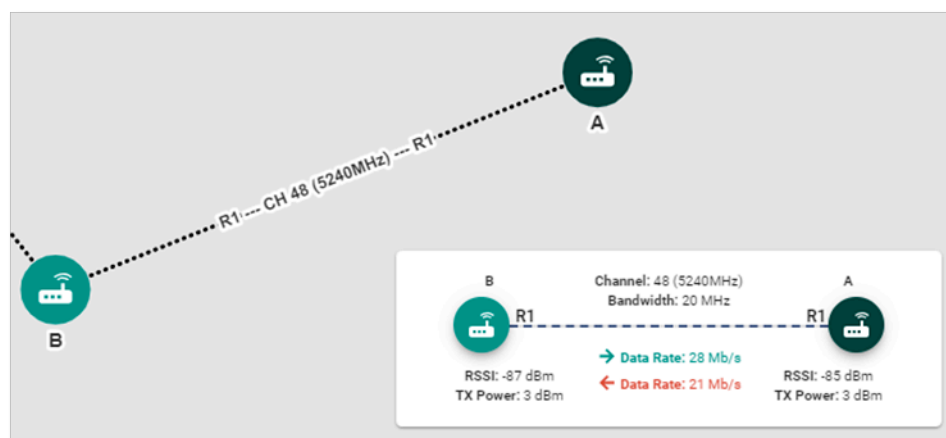 A
R1 --- CH 48 (5240MHz) --- R1
B
B
Channel: 48 (5240MHz)
A
Bandwidth: 20 MHz
R1
R1
→ Data Rate: 28 Mb/s
← Data Rate: 21 Mb/s
RSSI: -87 dBm
TX Power: 3 dBm
RSSI: -85 dBm
TX Power: 3 dBm